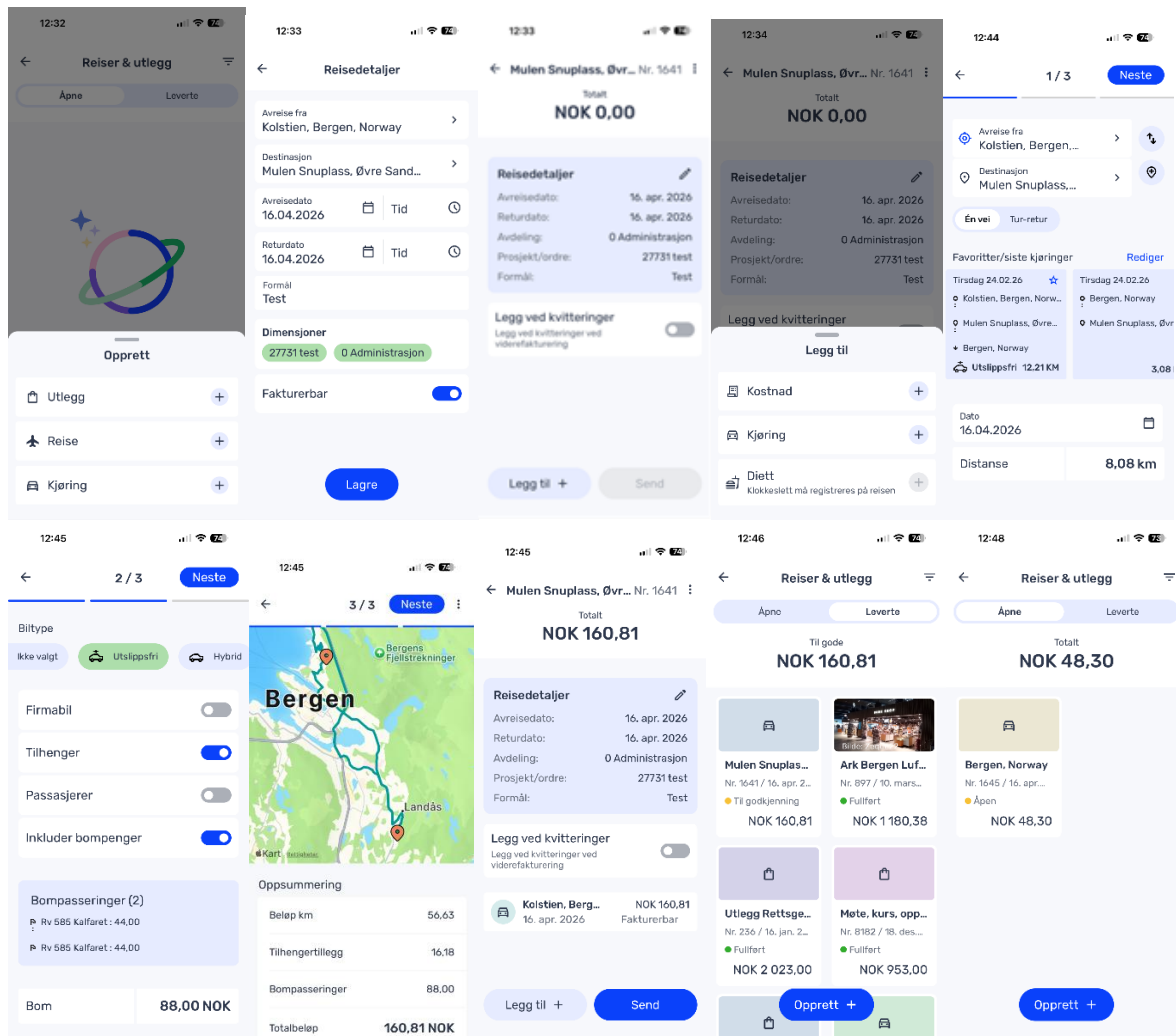 12:32
74
Reiser & utlegg
Åpne
Leverte
Opprett
Utlegg
Reise
Kjøring
12:33
74
Reisedetaljer
Avreise fra
Kolstien, Bergen, Norway
Destinasjon
Mulen Snuplass, Øvre Sand...
Avreisedato
16.04.2026
Tid
Returdato
16.04.2026
Tid
Formål
Test
Dimensjoner
27731 test
0 Administrasjon
Fakturerbar
Lagre
12:33
74
Mulen Snuplass, Øvr... Nr. 1641
Totalt
NOK 0,00
Reisedetaljer
Avreisedato: 16. apr. 2026
Returdato: 16. apr. 2026
Avdeling: 0 Administrasjon
Prosjekt/ordre: 27731 test
Formål: Test
Legg ved kvitteringer
Legg ved kvitteringer ved
viderefakturering
Legg til +
Send
12:34
74
Mulen Snuplass, Øvr... Nr. 1641
Totalt
NOK 0,00
Reisedetaljer
Avreisedato: 16. apr. 2026
Returdato: 16. apr. 2026
Avdeling: 0 Administrasjon
Prosjekt/ordre: 27731 test
Formål: Test
Legg ved kvitteringer
Legg til
Kostnad
Kjøring
Diett
Klokkeslett må registreres på reisen
12:44
74
1 / 3
Neste
Avreise fra
Kolstien, Bergen,...
Destinasjon
Mulen Snuplass,...
Én vei
Tur-retur
Favoritter/siste kjøringer
Rediger
Tirsdag 24.02.26
Kolstien, Bergen, Norw...
Mulen Snuplass, Øvre...
Bergen, Norway
Utslippsfri 12.21 KM
Tirsdag 24.02.26
Bergen, Norway
Mulen Snuplass, Øvr
3,08
Dato
16.04.2026
Distanse
8,08 km
12:45
74
2 / 3
Neste
Biltype
Ikke valgt
Utslippsfri
Hybrid
Firmabil
Tilhenger
Passasjerer
Inkluder bompenger
Bompasseringer (2)
Rv 585 Kalfaret : 44,00
Rv 585 Kalfaret : 44,00
Bom
88,00 NOK
12:45
74
3 / 3
Neste
Bergens
Fjellstrekninger
Bergen
Landås
Kart
Oppsummering
Beløp km 56,63
Tilhengertillegg 16,18
Bompasseringer 88,00
Totalbeløp 160,81 NOK
12:45
74
Mulen Snuplass, Øvr... Nr. 1641
Totalt
NOK 160,81
Reisedetaljer
Avreisedato: 16. apr. 2026
Returdato: 16. apr. 2026
Avdeling: 0 Administrasjon
Prosjekt/ordre: 27731 test
Formål: Test
Legg ved kvitteringer
Legg ved kvitteringer ved
viderefakturering
Kolstien, Berg... NOK 160,81
16. apr. 2026 Fakturerbar
Legg til +
Send
12:46
74
Reiser & utlegg
Åpne
Leverte
Til gode
NOK 160,81
Mulen Snuplas...
Nr. 1641 / 16. apr. 2...
Til godkjenning
NOK 160,81
Ark Bergen Luf...
Nr. 897 / 10. mars...
Fullført
NOK 1 180,38
Utlegg Rettsge...
Nr. 236 / 16. jan. 2...
Fullført
NOK 2 023,00
Møte, kurs, opp...
Nr. 8182 / 18. des....
Fullført
NOK 953,00
Opprett +
12:48
73
Reiser & utlegg
Åpne
Leverte
Totalt
NOK 48,30
Bergen, Norway
Nr. 1645 / 16. apr....
Åpen
NOK 48,30
Opprett +